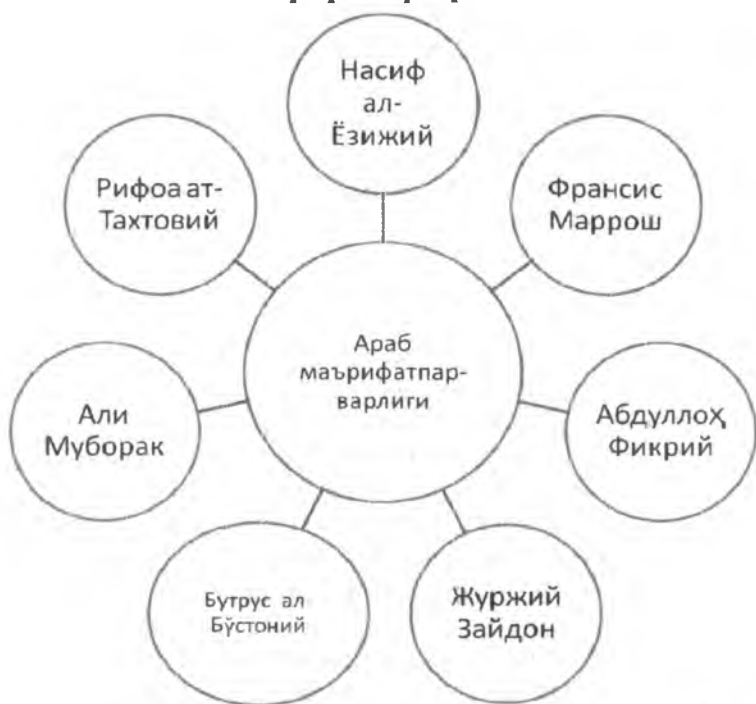 Насиф
ал-
Ёзижий
Рифоа ат-
Тахтовий
Франсис
Маррош
Араб
маърифатпар-
варлиги
Али
Муборак
Абдуллоҳ
Фикрий
Бутрус ал
Бўстоний
Журжий
Зайдон